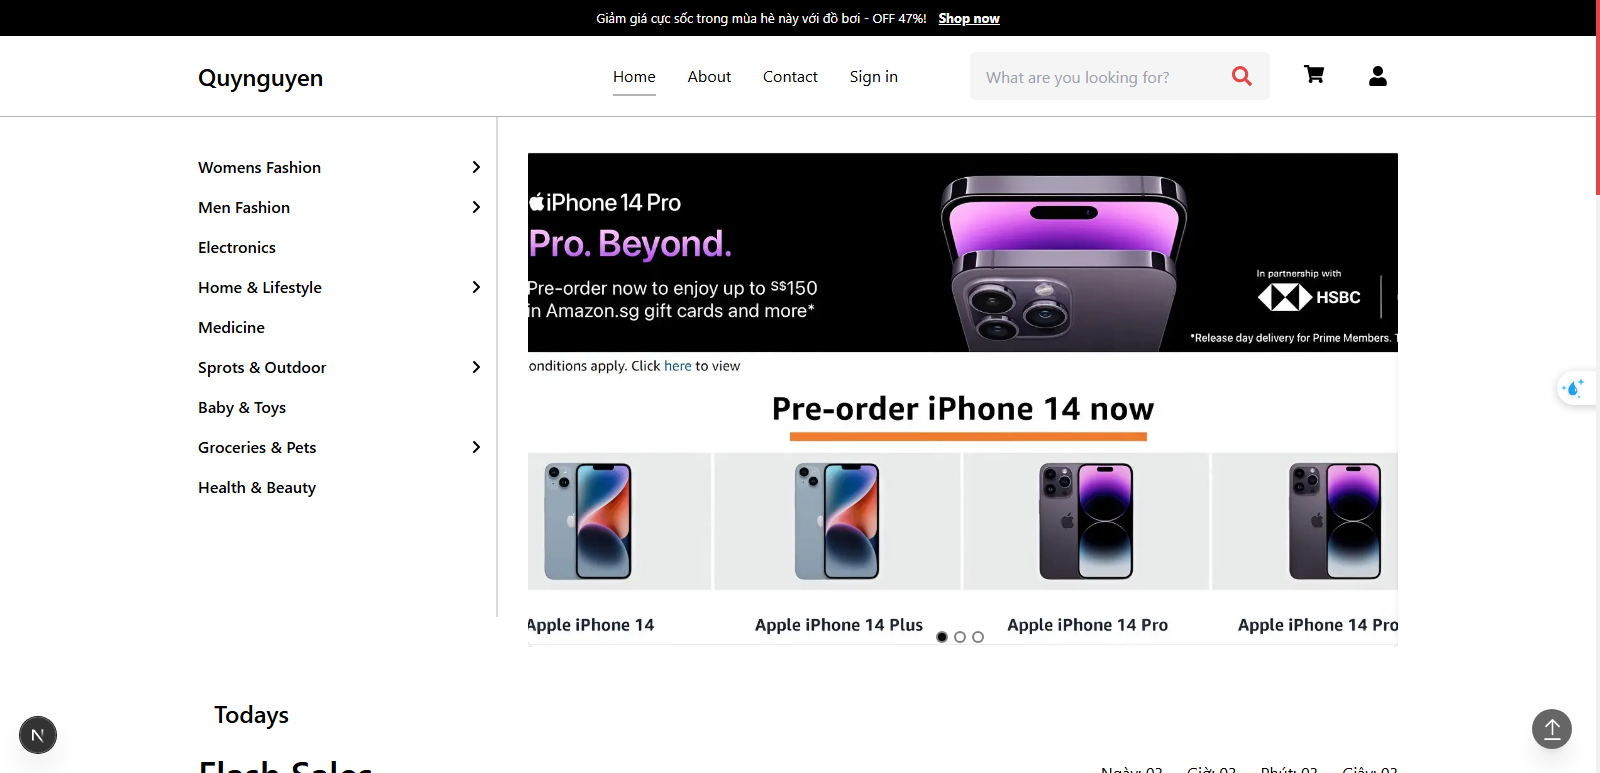 Giảm giá cực sốc trong mùa hè này với đồ bơi - OFF 47%! Shop now
Quynguyen
Home About Contact Sign in
What are you looking for?
Womens Fashion
Men Fashion
Electronics
Home & Lifestyle
Medicine
Sprots & Outdoor
Baby & Toys
Groceries & Pets
Health & Beauty
iPhone 14 Pro
Pro. Beyond.
Pre-order now to enjoy up to S$150
in Amazon.sg gift cards and more*
In partnership with
HSBC
*Release day delivery for Prime Members. T
onditions apply. Click here to view
Pre-order iPhone 14 now
Apple iPhone 14 Apple iPhone 14 Plus Apple iPhone 14 Pro Apple iPhone 14 Pro
Todays
N
Flash Sales
Ngày: 03 Giờ: 03 Phút: 03 Giây: 03